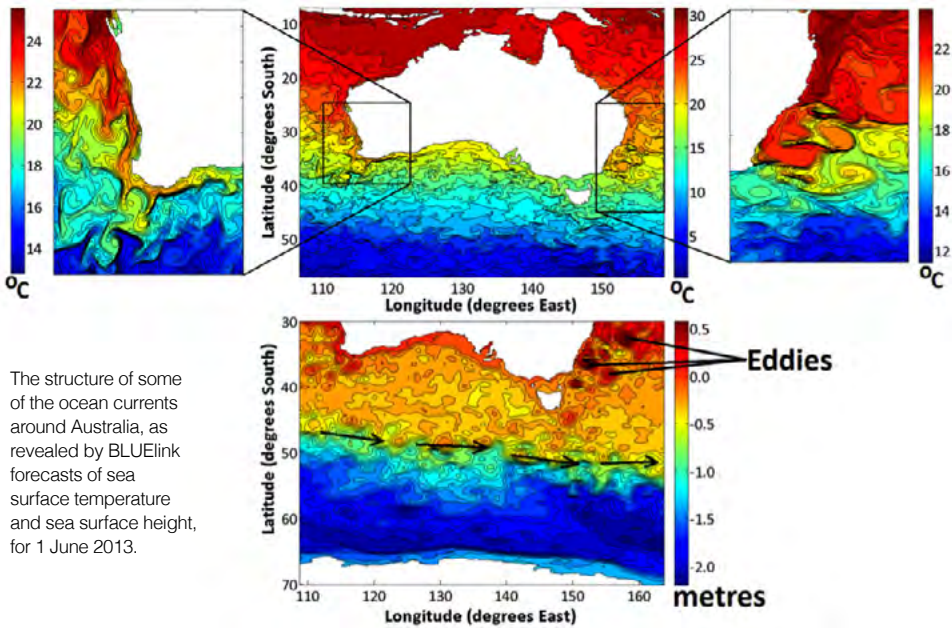 24
22
20
18
16
14
°C
10
20
30
40
50
Latitude (degrees South)
110 120 130 140 150
Longitude (degrees East)
30
25
20
15
10
5
0
°C
22
20
18
16
14
12
°C
The structure of some
of the ocean currents
around Australia, as
revealed by BLUElink
forecasts of sea
surface temperature
and sea surface height,
for 1 June 2013.
30
40
50
60
70
Latitude (degrees South)
110 120 130 140 150 160
Longitude (degrees East)
Eddies
0.5
0.0
-0.5
-1.0
-1.5
-2.0
metres